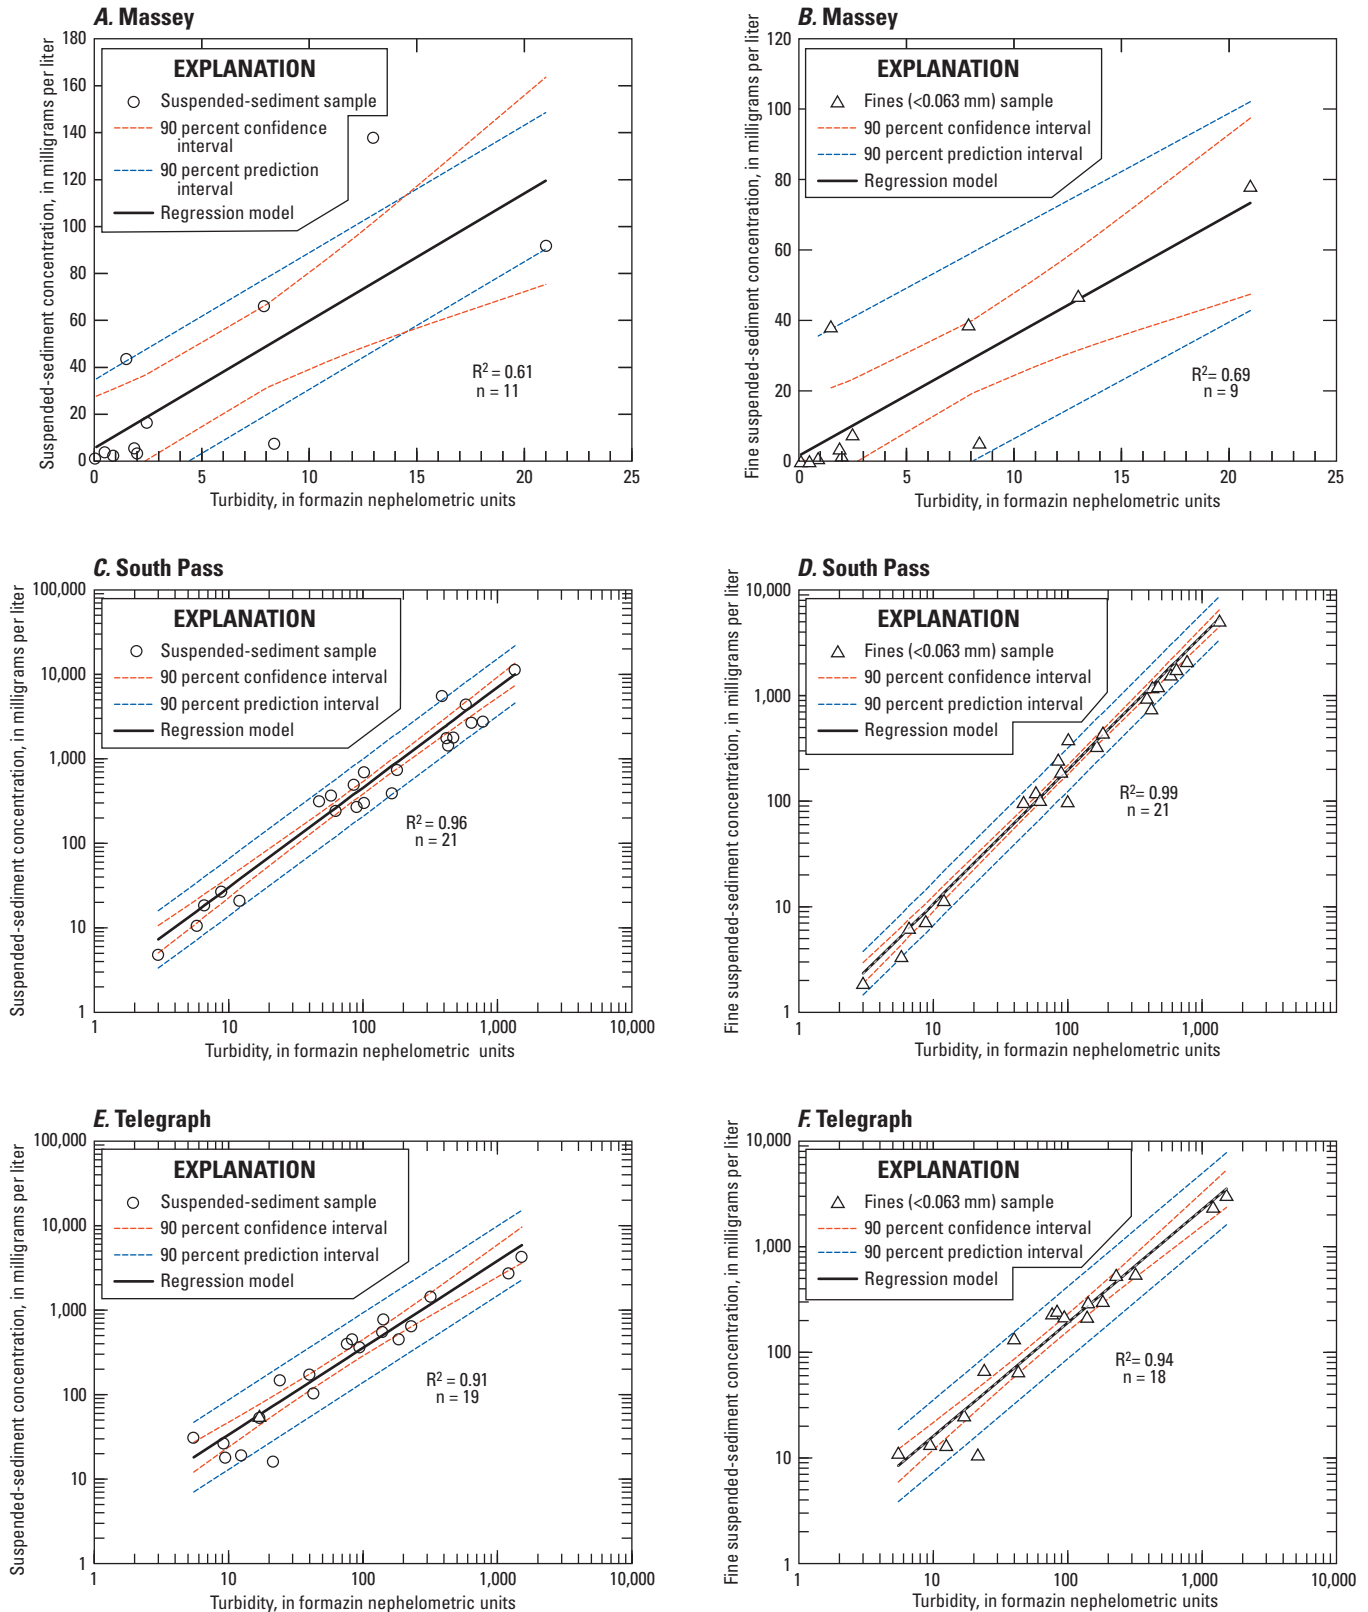 A. Massey
Suspended-sediment concentration, in milligrams per liter
180
160
140
120
100
80
60
40
20
0
EXPLANATION
Suspended-sediment sample
90 percent confidence
interval
90 percent prediction
interval
Regression model
R2 = 0.61
n = 11
0 5 10 15 20 25
Turbidity, in formazin nephelometric units
B. Massey
Fine suspended-sediment concentration, in milligrams per liter
120
100
80
60
40
20
0
EXPLANATION
Fines (<0.063 mm) sample
90 percent confidence interval
90 percent prediction interval
Regression model
R2= 0.69
n = 9
0 5 10 15 20 25
Turbidity, in formazin nephelometric units
C. South Pass
Suspended-sediment concentration, in milligrams per liter
100,000
10,000
1,000
100
10
1
EXPLANATION
Suspended-sediment sample
90 percent confidence interval
90 percent prediction interval
Regression model
R2 = 0.96
n = 21
1 10 100 1,000 10,000
Turbidity, in formazin nephelometric units
D. South Pass
Fine suspended-sediment concentration, in milligrams per liter
10,000
1,000
100
10
1
EXPLANATION
Fines (<0.063 mm) sample
90 percent confidence interval
90 percent prediction interval
Regression model
R2= 0.99
n = 21
1 10 100 1,000 10,000
Turbidity, in formazin nephelometric units
E. Telegraph
Suspended-sediment concentration, in milligrams per liter
100,000
10,000
1,000
100
10
1
EXPLANATION
Suspended-sediment sample
90 percent confidence interval
90 percent prediction interval
Regression model
R2 = 0.91
n = 19
1 10 100 1,000 10,000
Turbidity, in formazin nephelometric units
F. Telegraph
Fine suspended-sediment concentration, in milligrams per liter
10,000
1,000
100
10
1
EXPLANATION
Fines (<0.063 mm) sample
90 percent confidence interval
90 percent prediction interval
Regression model
R2= 0.94
n = 18
1 10 100 1,000 10,000
Turbidity, in formazin nephelometric units